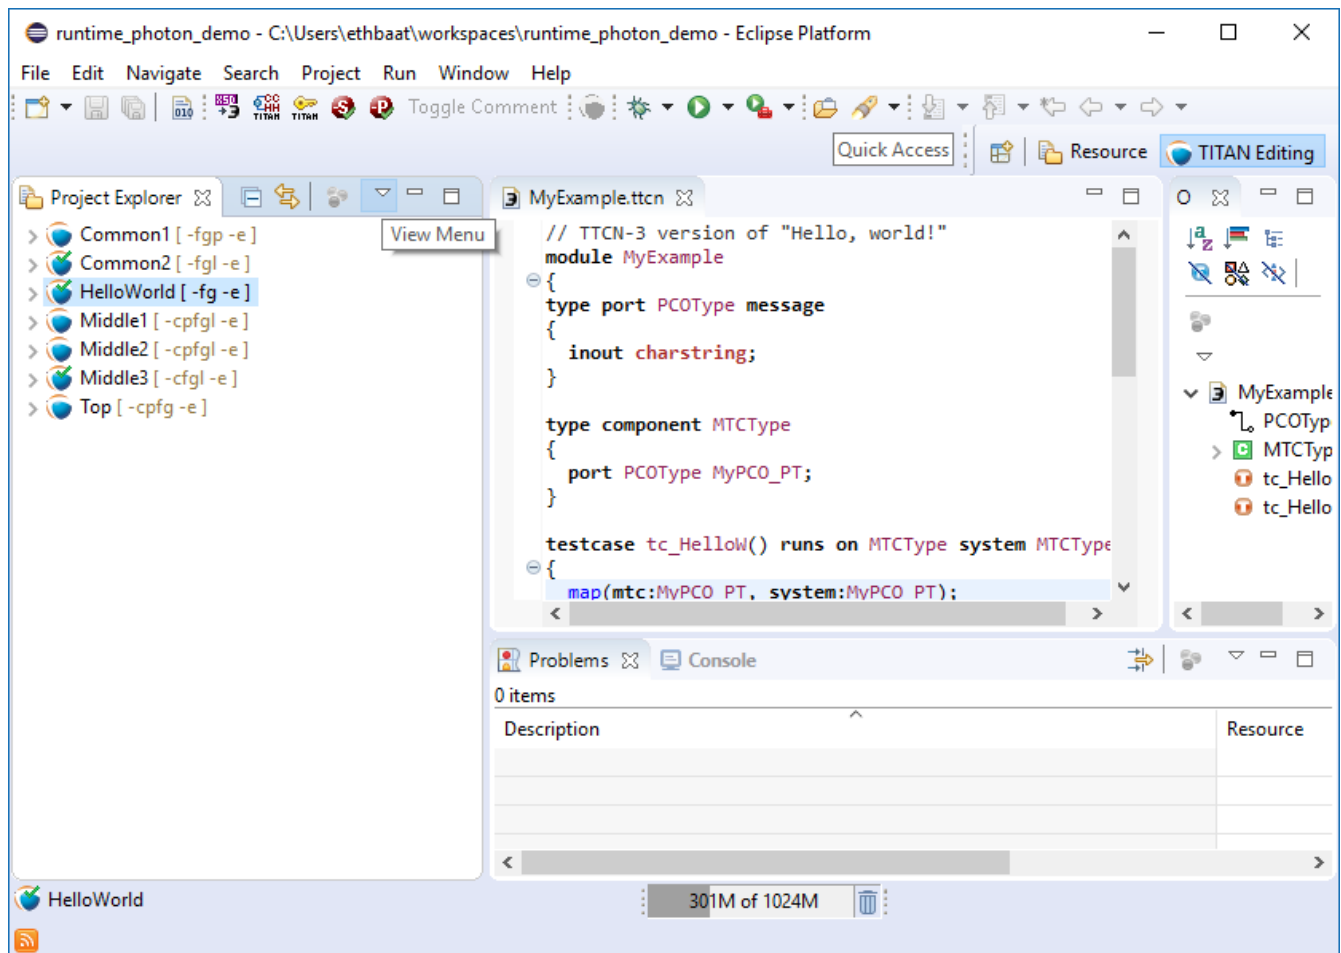 runtime_photon_demo - C:\Users\ethbaat\workspaces\runtime_photon_demo - Eclipse Platform
File Edit Navigate Search Project Run Window Help
Toggle Comment
Quick Access
Resource
TITAN Editing
Project Explorer
View Menu
Common1 [ -fgp -e ]
Common2 [ -fgl -e ]
HelloWorld [ -fg -e ]
Middle1 [ -cpfgl -e ]
Middle2 [ -cpfgl -e ]
Middle3 [ -cfgl -e ]
Top [ -cpfg -e ]
MyExample.ttcn
// TTCN-3 version of "Hello, world!"
module MyExample
{
type port PCOType message
{
inout charstring;
}
type component MTCType
{
port PCOType MyPCO_PT;
}
testcase tc_HelloW() runs on MTCType system MTCType
{
map(mtc:MyPCO_PT, system:MyPCO_PT);
O
MyExample
PCOTyp
MTCTyp
tc_Hello
tc_Hello
Problems
Console
0 items
Description Resource
HelloWorld
301M of 1024M